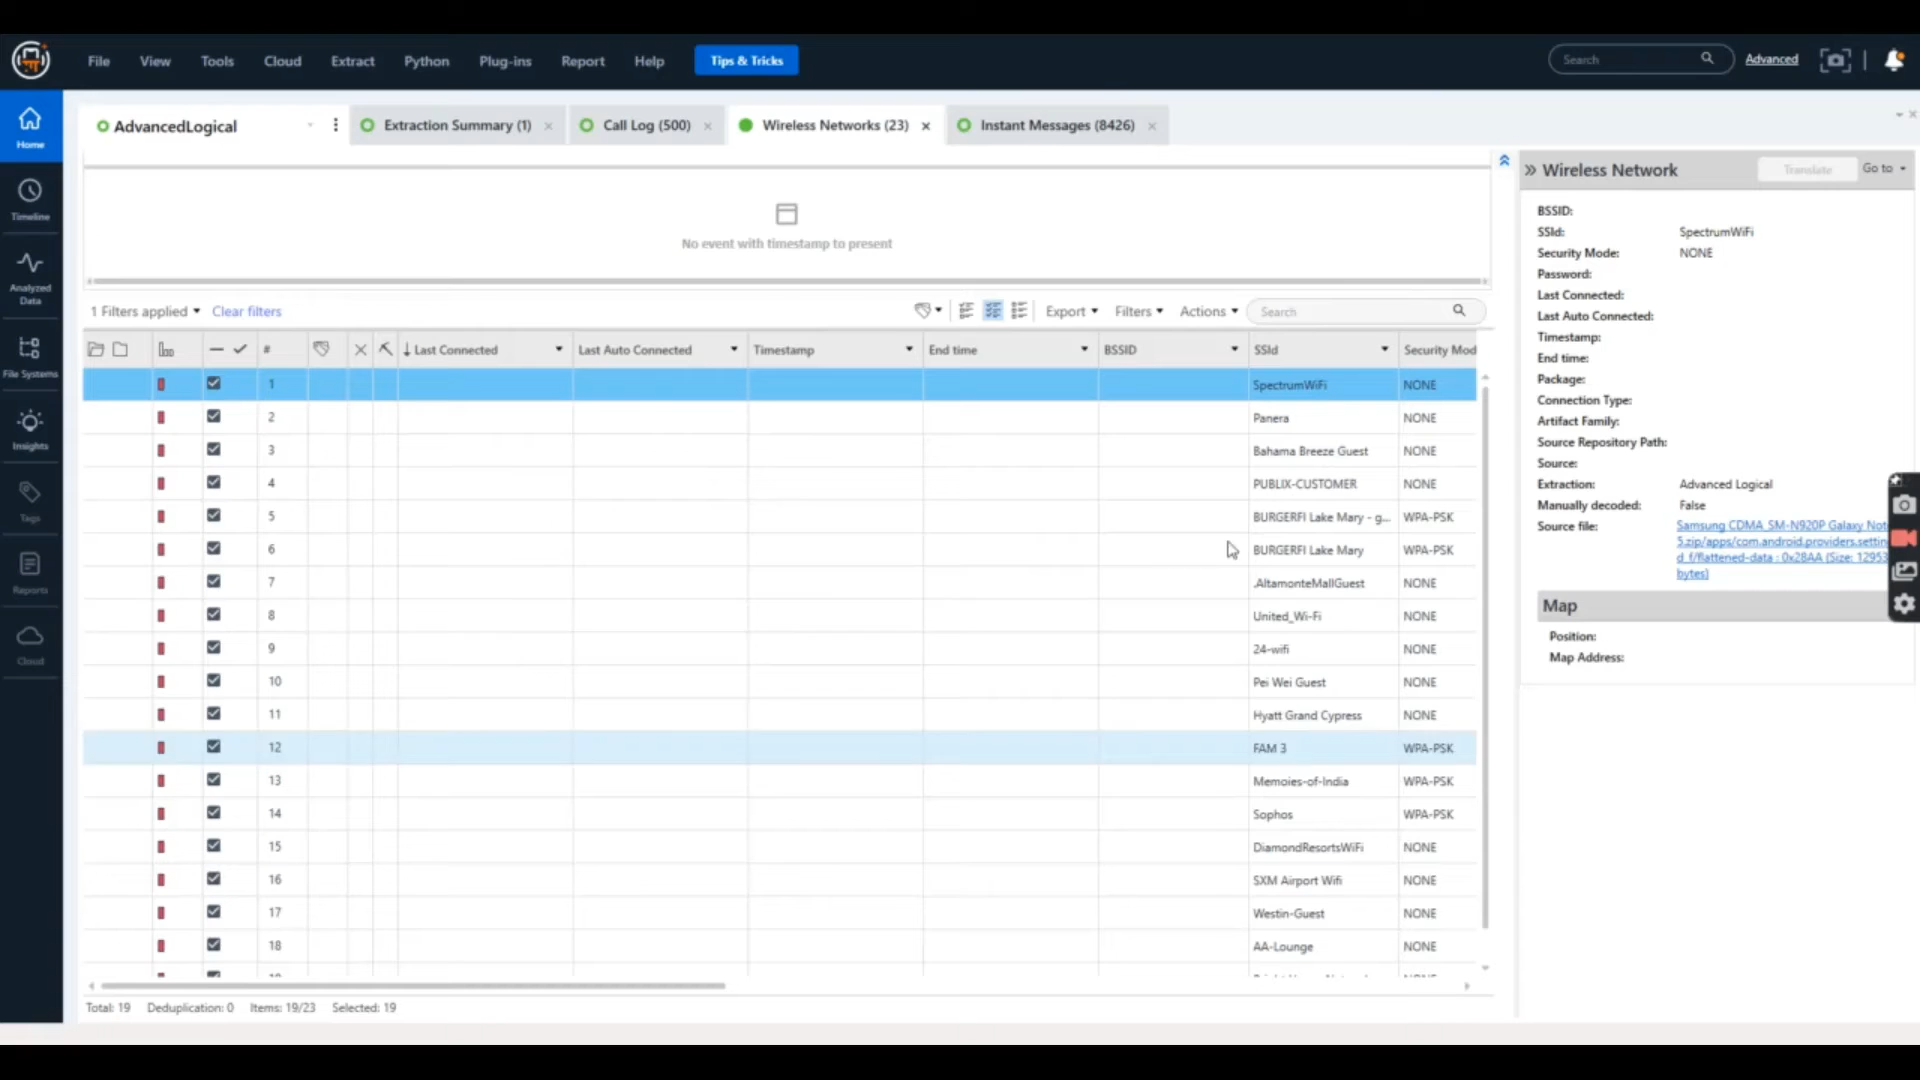 File View Tools Cloud Extract Python Plug-ins Report Help Tips & Tricks Search Advanced
Home
Timeline
Analyzed
Data
File Systems
Insights
Tags
Reports
Cloud
AdvancedLogical Extraction Summary (1) Call Log (500) Wireless Networks (23) Instant Messages (8426)
No event with timestamp to present
1 Filters applied Clear filters Export Filters Actions Search
# Last Connected Last Auto Connected Timestamp End time BSSID SSId Security Mod
1 SpectrumWiFi NONE
2 Panera NONE
3 Bahama Breeze Guest NONE
4 PUBLIX-CUSTOMER NONE
5 BURGERFI Lake Mary - g... WPA-PSK
6 BURGERFI Lake Mary WPA-PSK
7 .AltamonteMallGuest NONE
8 United_Wi-Fi NONE
9 24-wifi NONE
10 Pei Wei Guest NONE
11 Hyatt Grand Cypress NONE
12 FAM 3 WPA-PSK
13 Memoies-of-India WPA-PSK
14 Sophos WPA-PSK
15 DiamondResortsWiFi NONE
16 SXM Airport Wifi NONE
17 Westin-Guest NONE
18 AA-Lounge NONE
Total: 19 Deduplication: 0 Items: 19/23 Selected: 19
Wireless Network Translate Go to
BSSID:
SSId: SpectrumWiFi
Security Mode: NONE
Password:
Last Connected:
Last Auto Connected:
Timestamp:
End time:
Package:
Connection Type:
Artifact Family:
Source Repository Path:
Source:
Extraction: Advanced Logical
Manually decoded: False
Source file: Samsung CDMA_SM-N920P Galaxy Not
5.zip/apps/com.android.providers.settin
d_f/flattened-data : 0x28AA (Size: 12953
bytes)
Map
Position:
Map Address: